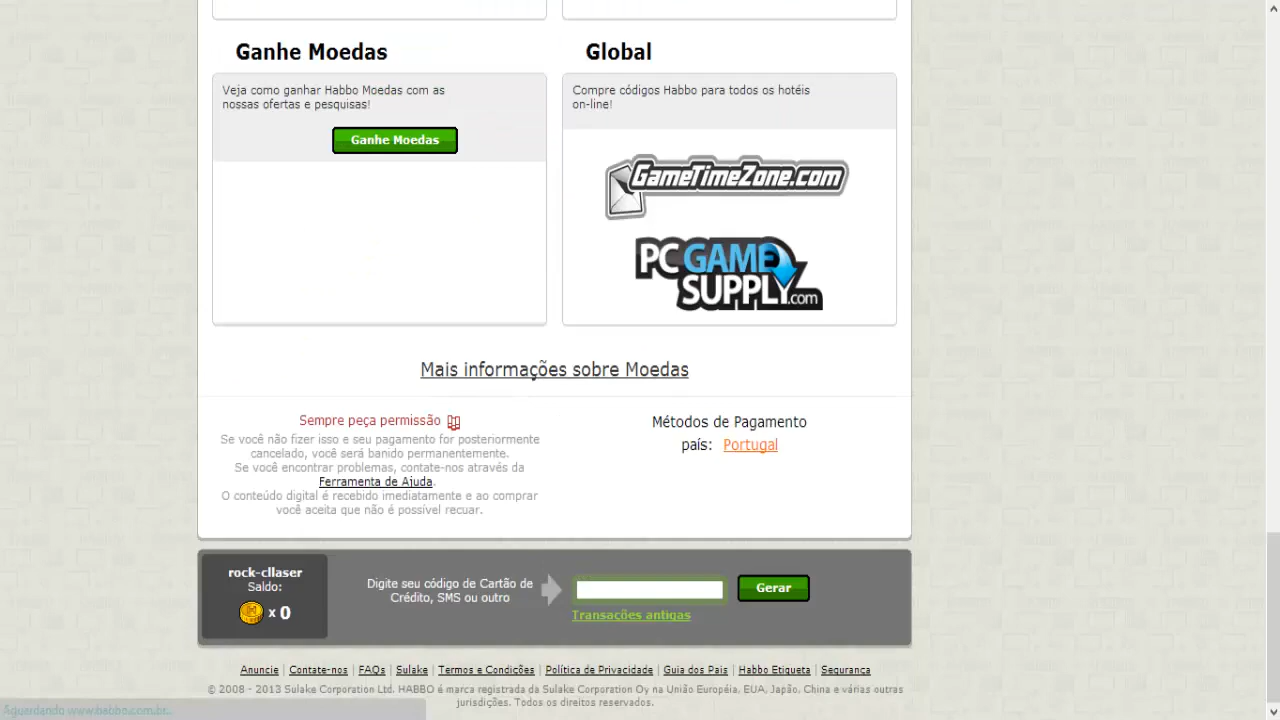 Ganhe Moedas
Veja como ganhar Habbo Moedas com as
nossas ofertas e pesquisas!
Ganhe Moedas
Global
Compre códigos Habbo para todos os hotéis
on-line!
GameTimeZone.com
PC GAME
SUPPLY.com
Mais informações sobre Moedas
Sempre peça permissão
Se você não fizer isso e seu pagamento for posteriormente
cancelado, você será banido permanentemente.
Se você encontrar problemas, contate-nos através da
Ferramenta de Ajuda.
O conteúdo digital é recebido imediatamente e ao comprar
você aceita que não é possível recuar.
Métodos de Pagamento
país: Portugal
rock-cllaser
Saldo:
x 0
Digite seu código de Cartão de
Crédito, SMS ou outro
Gerar
Transacões antigas
Anuncie | Contate-nos | FAQs | Sulake | Termos e Condições | Política de Privacidade | Guia dos Pais | Habbo Etiqueta | Segurança
© 2008 - 2013 Sulake Corporation Ltd. HABBO é marca registrada da Sulake Corporation Oy na União Européia, EUA, Japão, China e várias outras
jurisdições. Todos os direitos reservados.
Aguardando www.habbo.com.br...